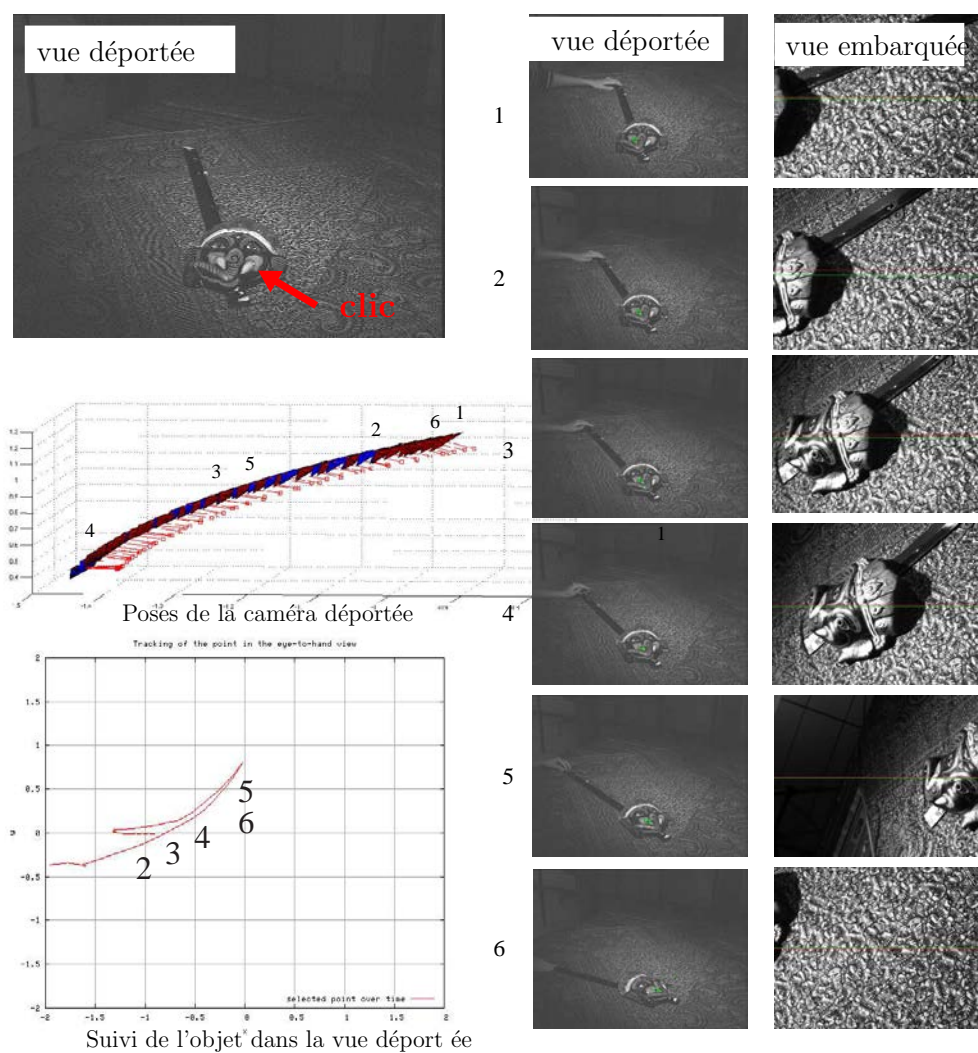 vue déportée
clic
vue déportée
vue embarquée
1
2
3
4
5
6
1
6
2
5
3
4
1
Poses de la caméra déportée
Tracking of the point in the eye-to-hand view
2
1.5
1
0.5
0
-0.5
-1
-1.5
-2
-2 -1.5 -1 -0.5 0 0.5 1 1.5 2
5
6
4
3
2
selected point over time
x
Suivi de l'objet dans la vue déport ée